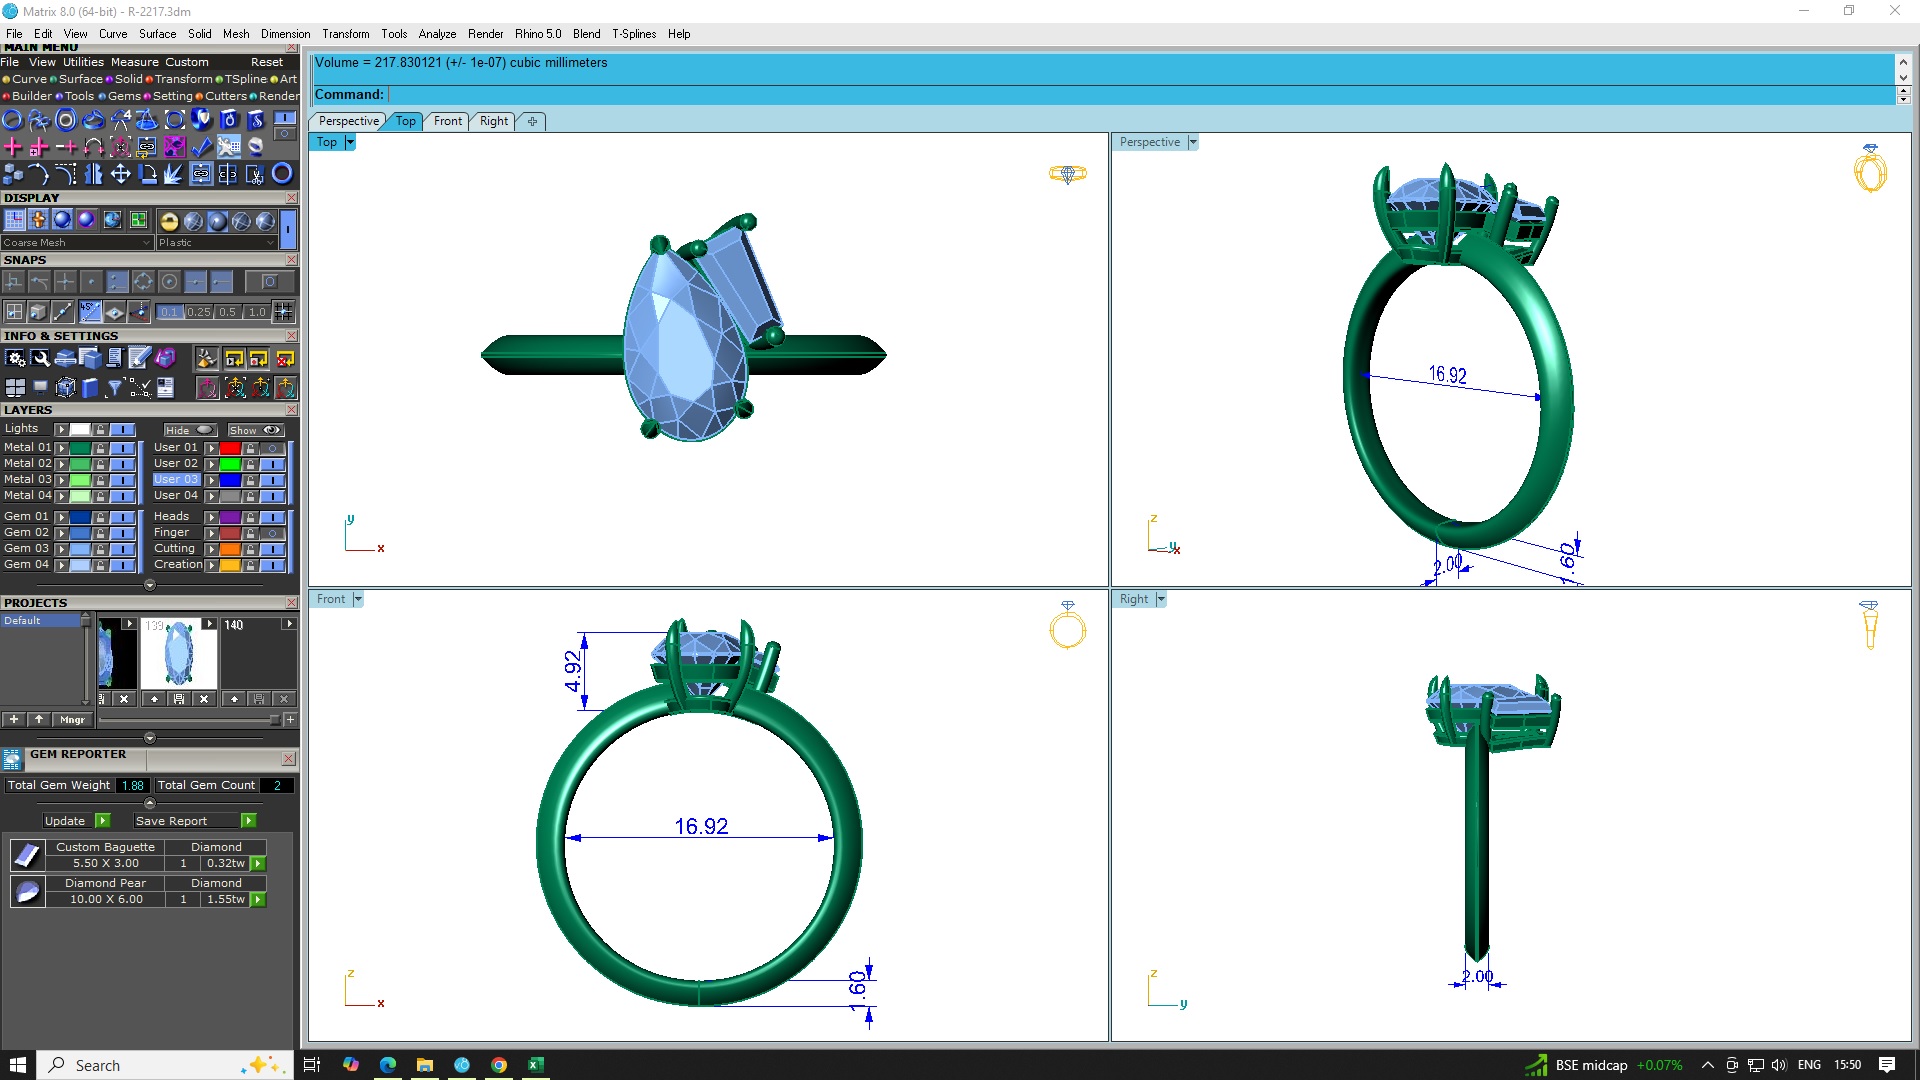 Matrix 8.0 (64-bit) - R-2217.3dm
File Edit View Curve Surface Solid Mesh Dimension Transform Tools Analyze Render Rhino 5.0 Blend T-Splines Help
MAIN MENU
File View Utilities Measure Custom Reset
Curve Surface Solid Transform TSpline Art
Builder Tools Gems Setting Cutters Render
Volume = 217.830121 (+/- 1e-07) cubic millimeters
Command:
Perspective Top Front Right
DISPLAY
Coarse Mesh Plastic
SNAPS
45°
0.1 0.25 0.5 1.0
INFO & SETTINGS
LAYERS
Lights Hide Show
Metal 01 User 01
Metal 02 User 02
Metal 03 User 03
Metal 04 User 04
Gem 01 Heads
Gem 02 Finger
Gem 03 Cutting
Gem 04 Creation
PROJECTS
Default
139 140
Mngr
GEM REPORTER
Total Gem Weight 1.88 Total Gem Count 2
Update Save Report
Custom Baguette Diamond
5.50 X 3.00 1 0.32tw
Diamond Pear Diamond
10.00 X 6.00 1 1.55tw
Top
y
x
Perspective
16.92
2.00
1.60
z
y
x
Front
4.92
16.92
1.60
z
x
Right
2.00
z
y
Search
BSE midcap +0.07%
ENG 15:50